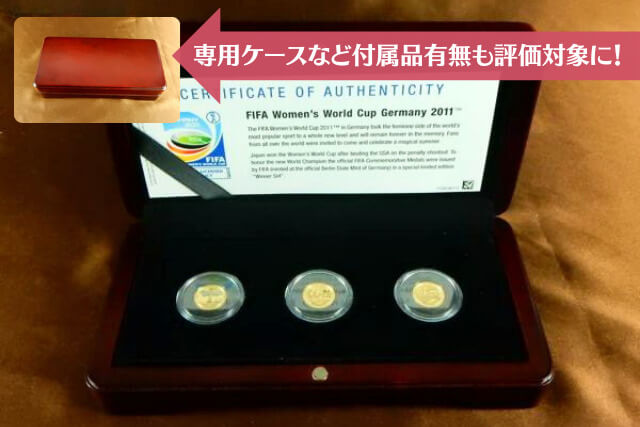 専用ケースなど付属品有無も評価対象に!
CERTIFICATE OF AUTHENTICITY
FIFA Women's World Cup Germany 2011™
The FIFA Women's World Cup 2011™ in Germany took the feminine side of the world's
most popular sport to a whole new level and will remain forever in the memory. Fans
from all over the world were invited to come and celebrate a magical summer.
Japan won the Women's World Cup after beating the USA on the penalty shootout. To
honor the new World Champion the official FIFA Commemorative Medals were issued
by FIFA (minted at the official Berlin State Mint of Germany) in a special limited edition
"Winner Set"
FIFA